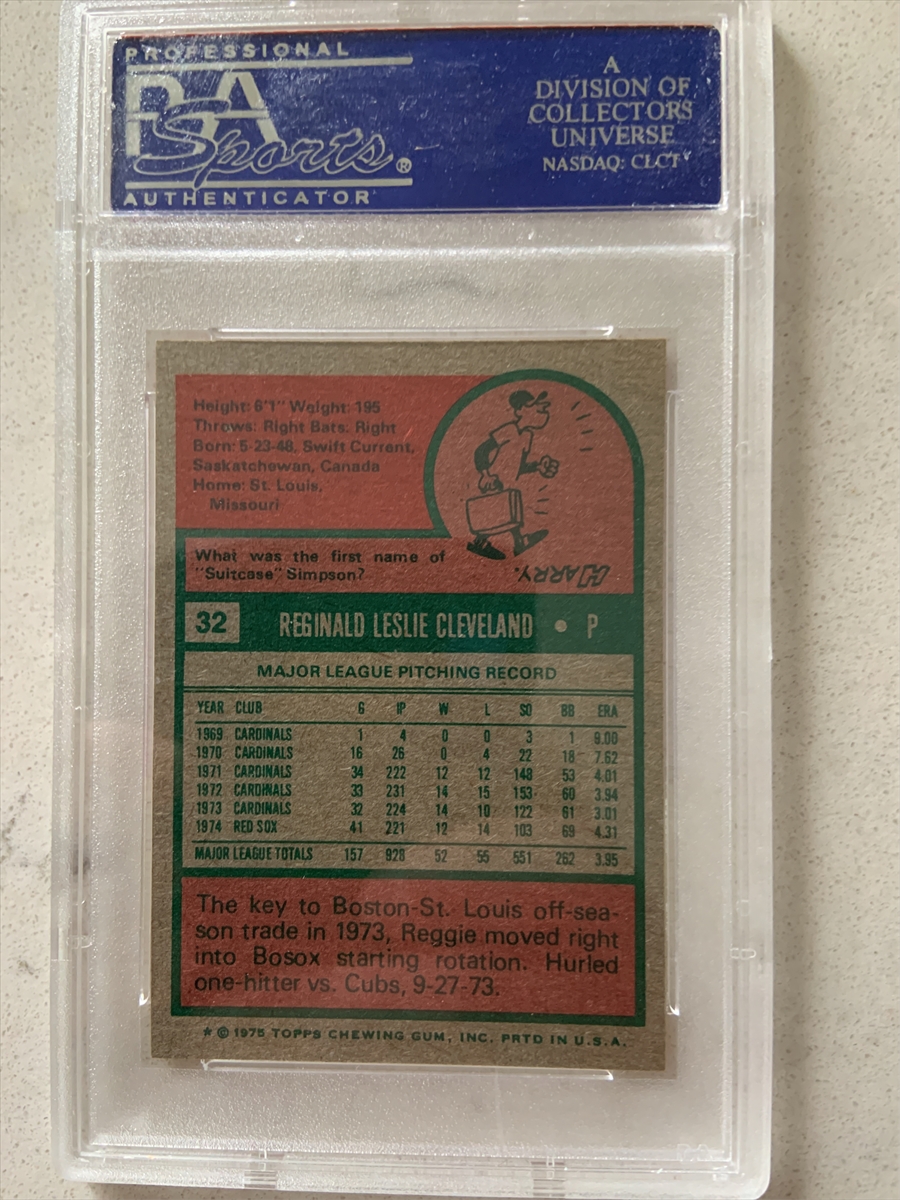 PROFESSIONAL
PSA
Sports®
AUTHENTICATOR
A
DIVISION OF
COLLECTORS
UNIVERSE
NASDAQ: CLCT
Height: 6'1" Weight: 195
Throws: Right Bats: Right
Born: 5-23-48, Swift Current,
Saskatchewan, Canada
Home: St. Louis,
Missouri
What was the first name of
"Suitcase" Simpson?
HARRY.
32 REGINALD LESLIE CLEVELAND • P
MAJOR LEAGUE PITCHING RECORD
YEAR CLUB G IP W L SO BB ERA
1969 CARDINALS 1 4 0 0 3 1 9.00
1970 CARDINALS 16 26 0 4 22 18 7.62
1971 CARDINALS 34 222 12 12 148 53 4.01
1972 CARDINALS 33 231 14 15 153 60 3.94
1973 CARDINALS 32 224 14 10 122 61 3.01
1974 RED SOX 41 221 12 14 103 69 4.31
MAJOR LEAGUE TOTALS 157 928 52 55 551 262 3.95
The key to Boston-St. Louis off-sea-
son trade in 1973, Reggie moved right
into Bosox starting rotation. Hurled
one-hitter vs. Cubs, 9-27-73.
* © 1975 TOPPS CHEWING GUM, INC. PRTD IN U.S.A.